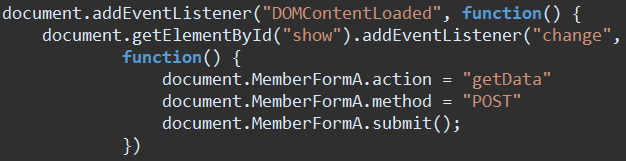 document.addEventListener("DOMContentLoaded", function() {
    document.getElementById("show").addEventListener("change",
            function() {
                document.MemberFormA.action = "getData"
                document.MemberFormA.method = "POST"
                document.MemberFormA.submit();
            })